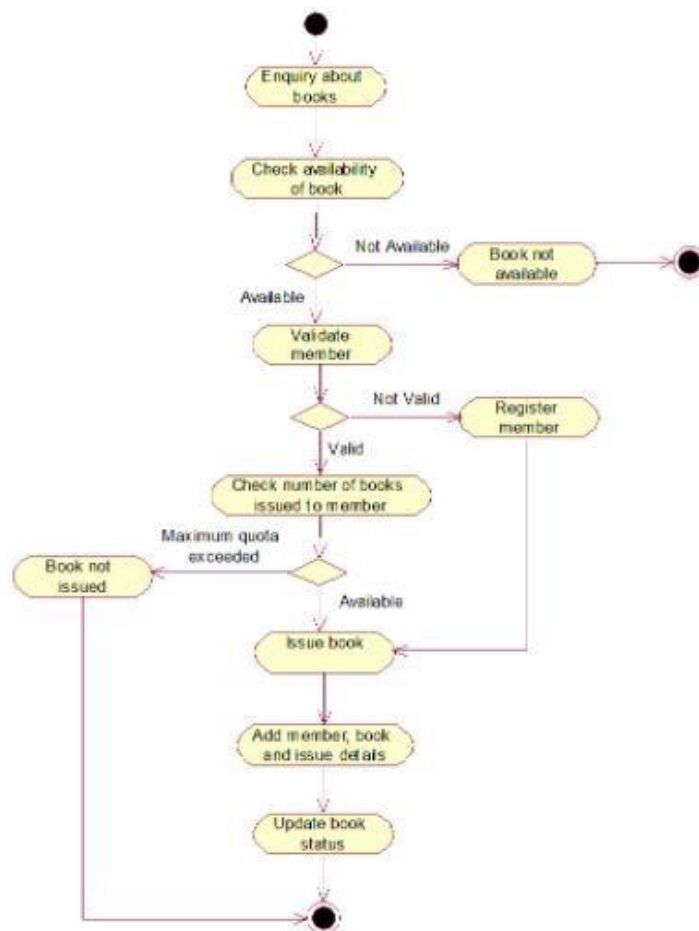 Enquiry about
books
Check availability
of book
Not Available
Book not
available
Available
Validate
member
Not Valid
Register
member
Valid
Check number of books
issued to member
Maximum quota
exceeded
Book not
issued
Available
Issue book
Add member, book
and issue details
Update book
status